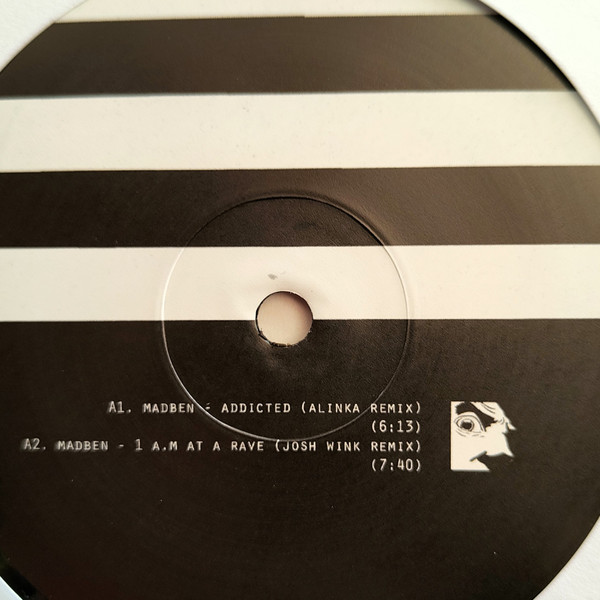 A1. MADBEN - ADDICTED (ALINKA REMIX)
(6:13)
A2. MADBEN - 1 A.M AT A RAVE (JOSH WINK REMIX)
(7:40)